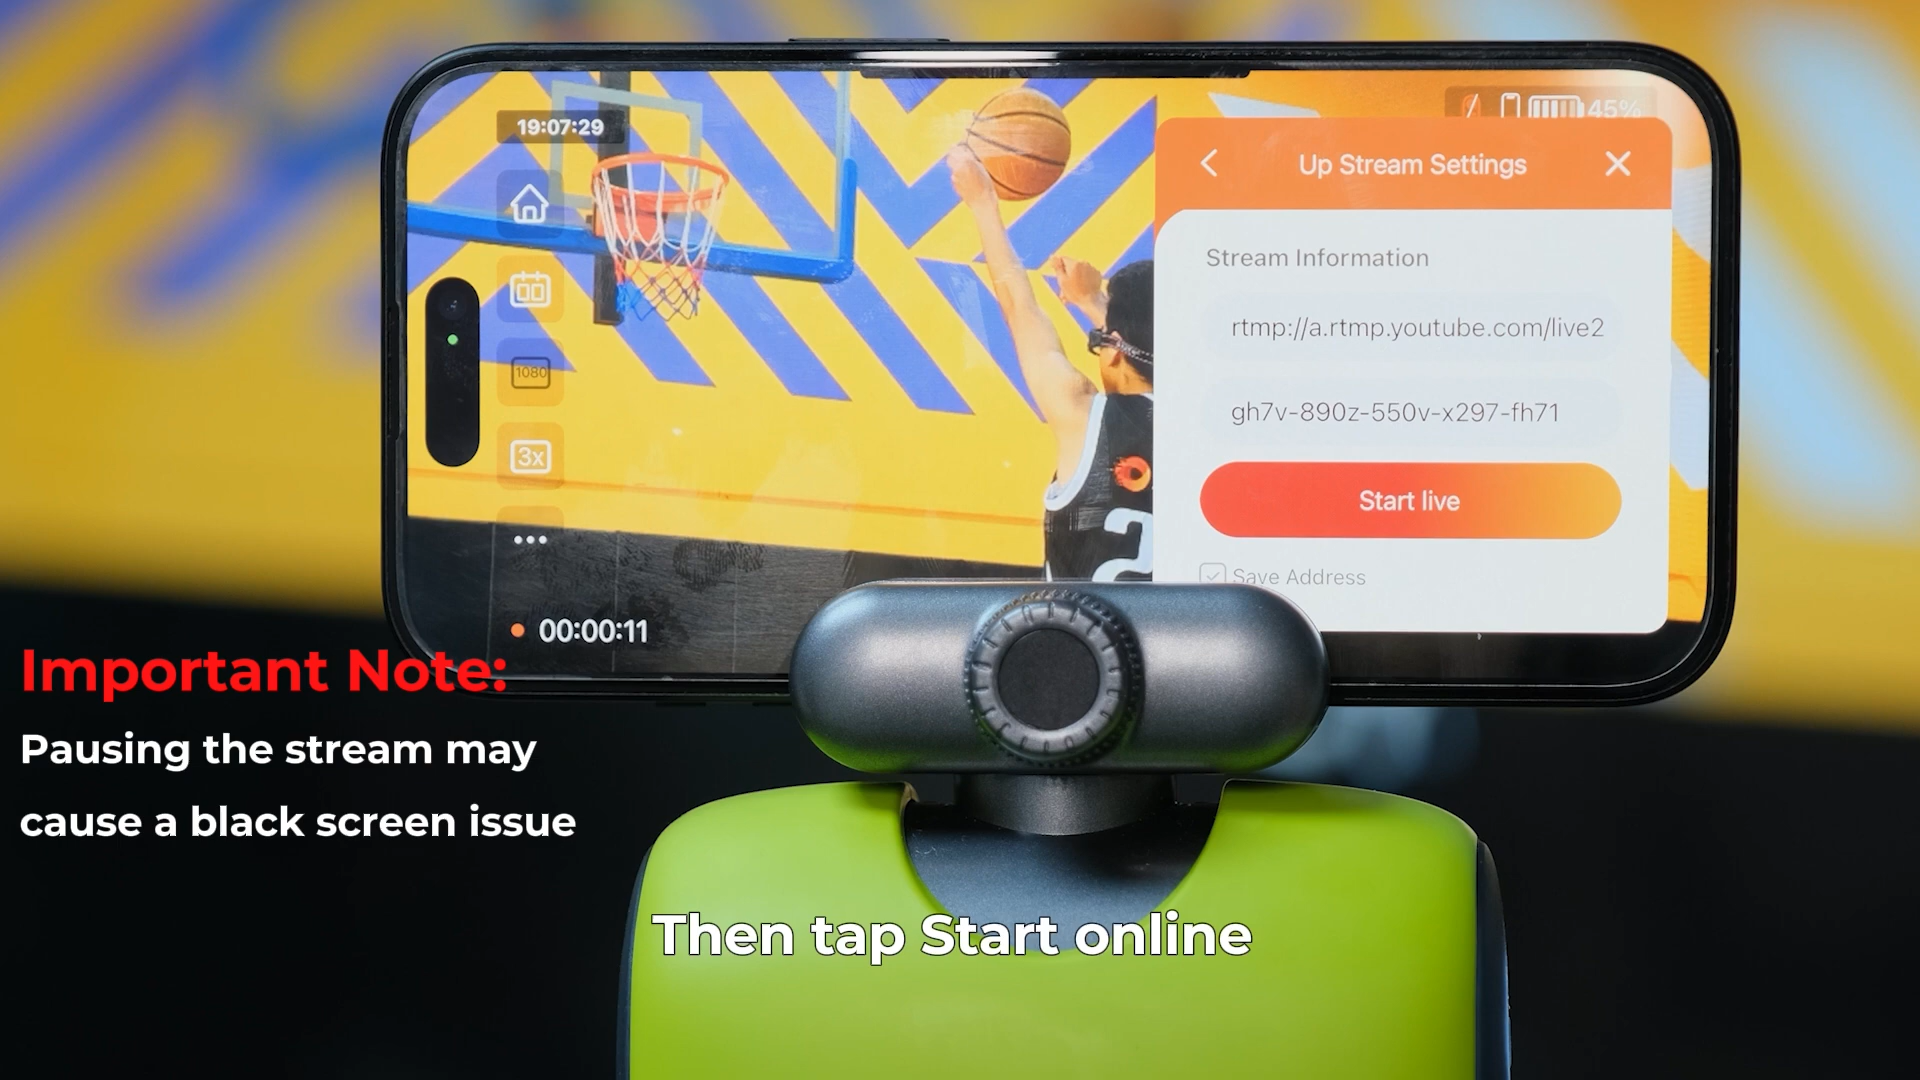 19:07:29
45%
Up Stream Settings
Stream Information
rtmp://a.rtmp.youtube.com/live2
1080
gh7v-890z-550v-x297-fh71
3x
Start live
2
Save Address
00:00:11
Important Note:
Pausing the stream may
cause a black screen issue
Then tap Start online